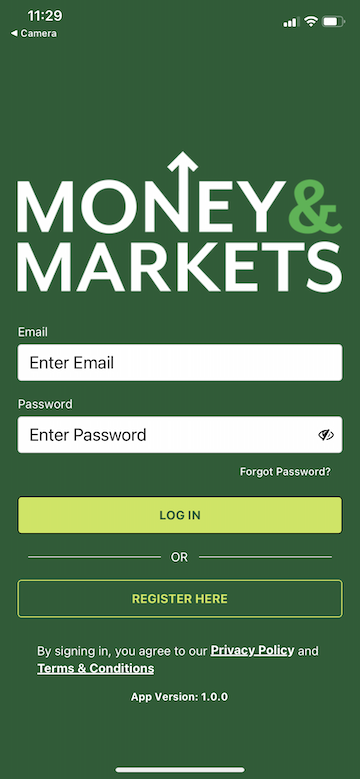 11:29
◀ Camera
MONEY&
MARKETS
Email
Enter Email
Password
Enter Password
Forgot Password?
LOG IN
OR
REGISTER HERE
By signing in, you agree to our Privacy Policy and
Terms & Conditions
App Version: 1.0.0